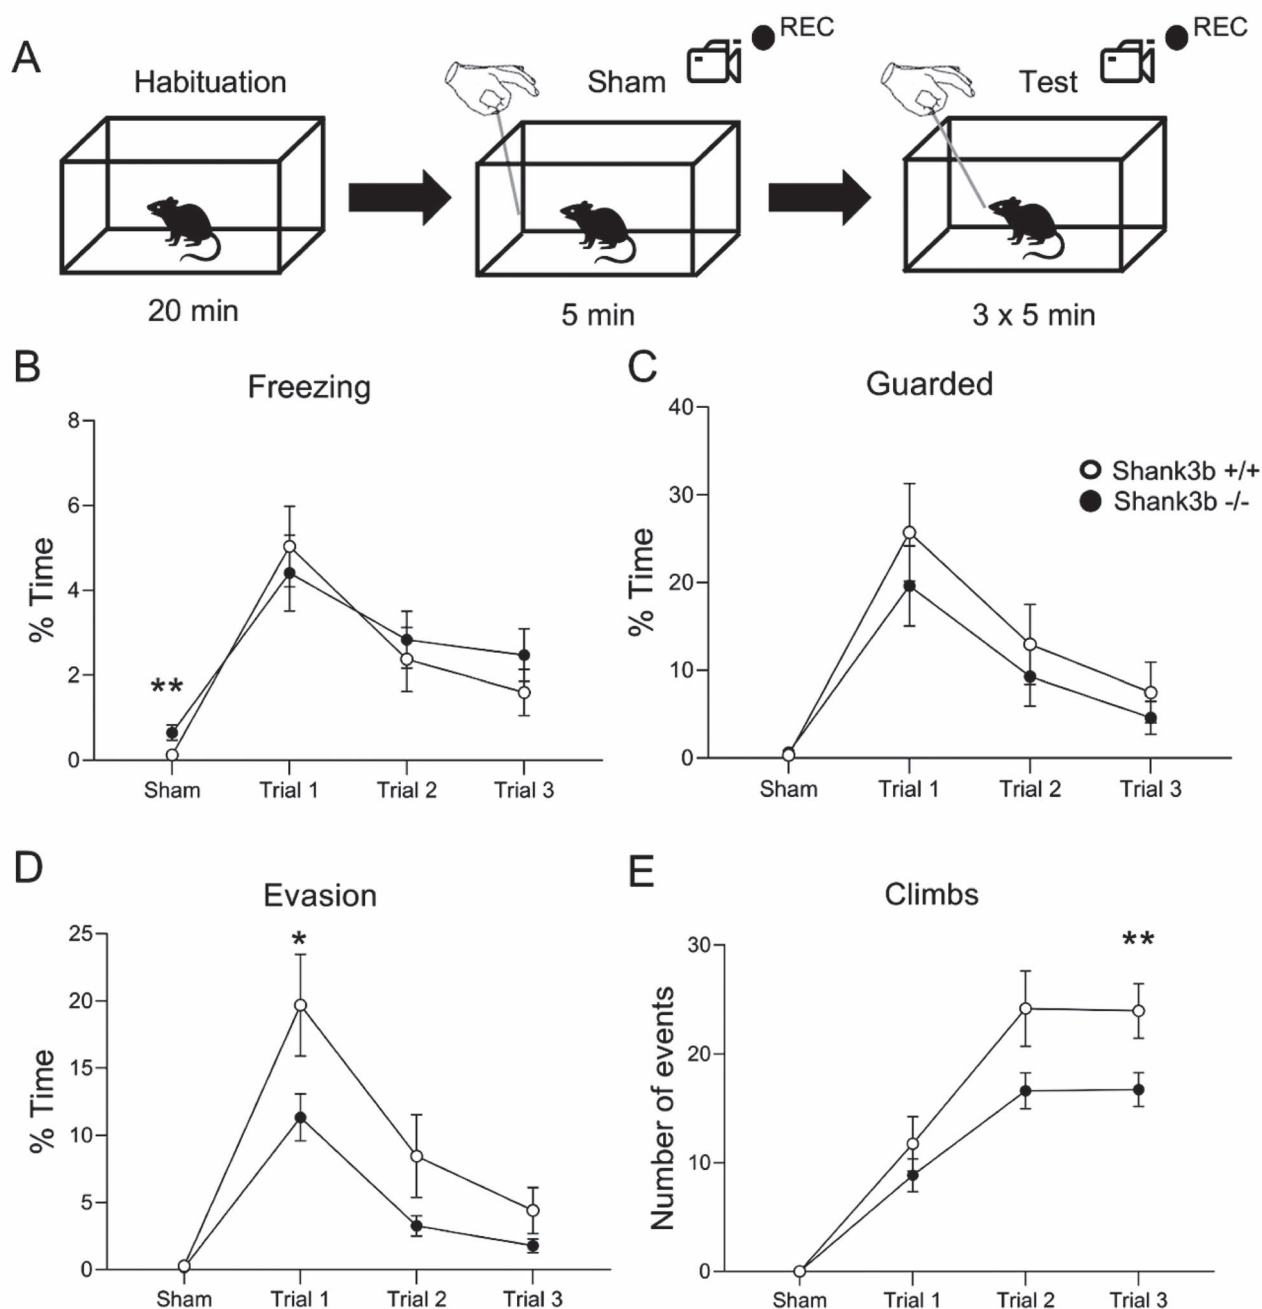 A
Habituation
Sham
REC
Test
REC
20 min
5 min
3 x 5 min
B
Freezing
8
6
4
2
0
% Time
**
Sham Trial 1 Trial 2 Trial 3
C
Guarded
40
30
20
10
0
% Time
Shank3b +/+
Shank3b -/-
Sham Trial 1 Trial 2 Trial 3
D
Evasion
25
20
15
10
5
0
% Time
*
Sham Trial 1 Trial 2 Trial 3
E
Climbs
30
20
10
0
Number of events
**
Sham Trial 1 Trial 2 Trial 3